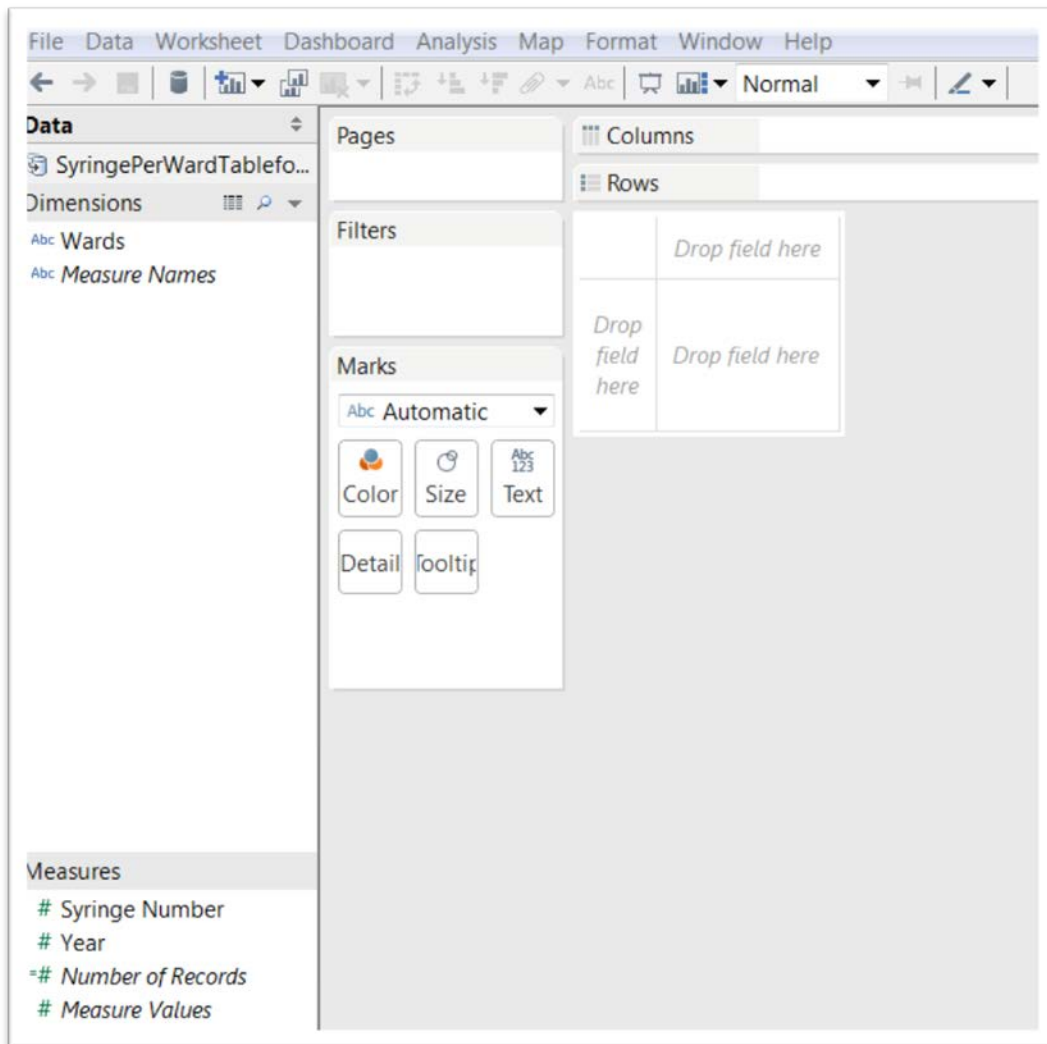 File Data Worksheet Dashboard Analysis Map Format Window Help
Abc Normal
Data
SyringePerWardTablefo...
Dimensions
Abc Wards
Abc Measure Names
Measures
# Syringe Number
# Year
=# Number of Records
# Measure Values
Pages
Filters
Marks
Abc Automatic
Color Size Abc 123 Text
Detail Tooltip
Columns
Rows
Drop field here
Drop
field
here
Drop field here